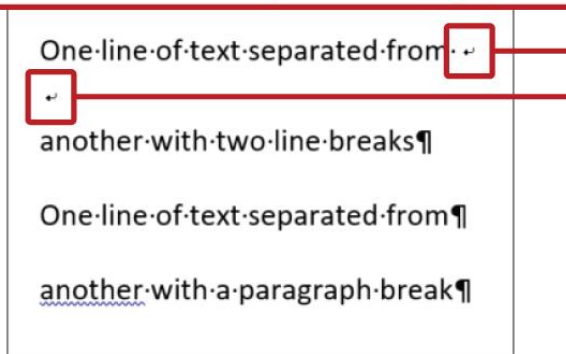 One·line·of·text·separated·from·↵
↵
another·with·two·line·breaks¶
One·line·of·text·separated·from¶
another·with·a·paragraph·break¶